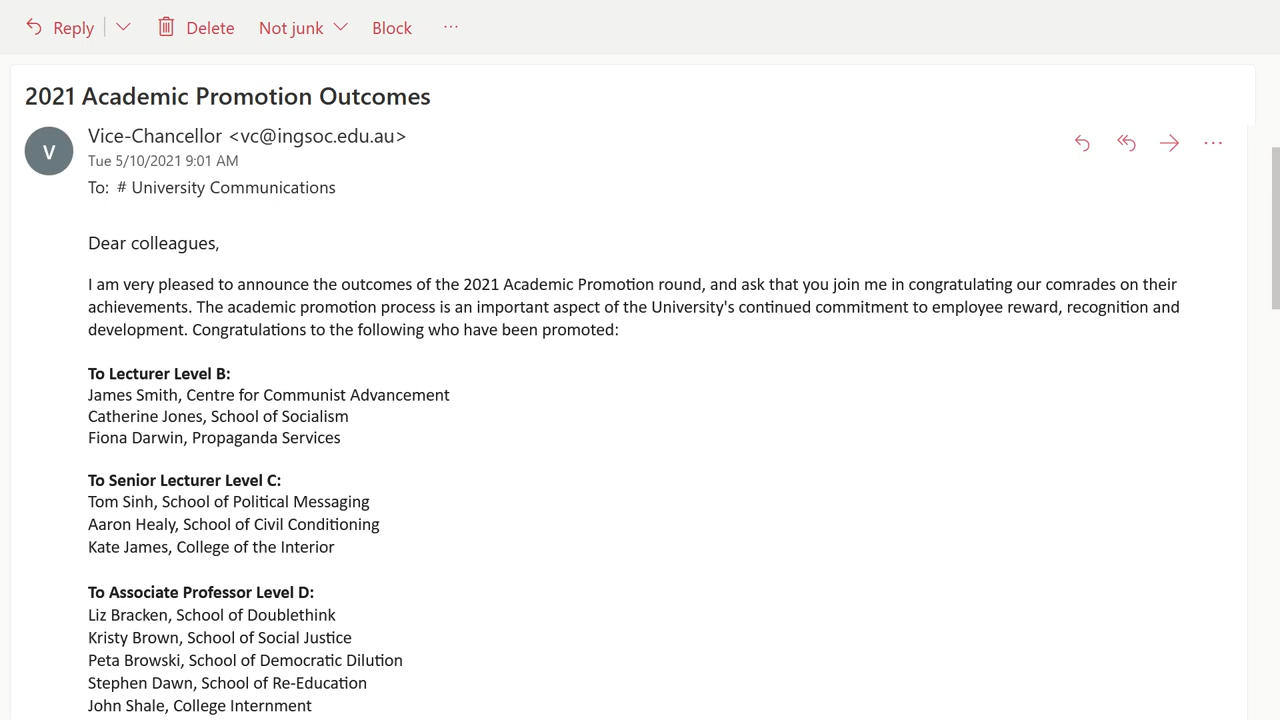 Reply
Delete
Not junk
Block
2021 Academic Promotion Outcomes
V
Vice-Chancellor <vc@ingsoc.edu.au>
Tue 5/10/2021 9:01 AM
To: # University Communications
Dear colleagues,
I am very pleased to announce the outcomes of the 2021 Academic Promotion round, and ask that you join me in congratulating our comrades on their
achievements. The academic promotion process is an important aspect of the University's continued commitment to employee reward, recognition and
development. Congratulations to the following who have been promoted:
To Lecturer Level B:
James Smith, Centre for Communist Advancement
Catherine Jones, School of Socialism
Fiona Darwin, Propaganda Services
To Senior Lecturer Level C:
Tom Sinh, School of Political Messaging
Aaron Healy, School of Civil Conditioning
Kate James, College of the Interior
To Associate Professor Level D:
Liz Bracken, School of Doublethink
Kristy Brown, School of Social Justice
Peta Browski, School of Democratic Dilution
Stephen Dawn, School of Re-Education
John Shale, College Internment